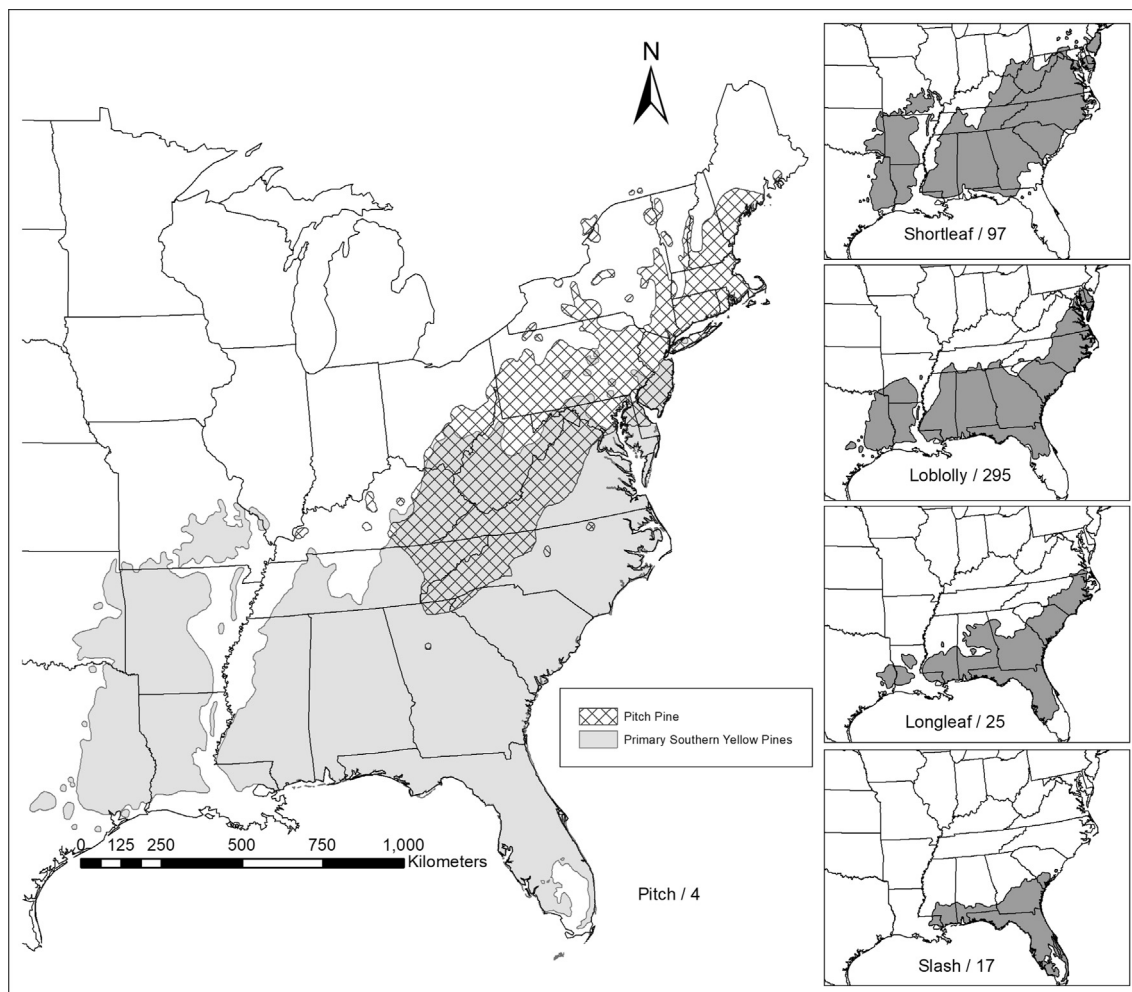 N
Pitch Pine
Primary Southern Yellow Pines
0 125 250 500 750 1,000
Kilometers
Pitch / 4
Shortleaf / 97
Loblolly / 295
Longleaf / 25
Slash / 17